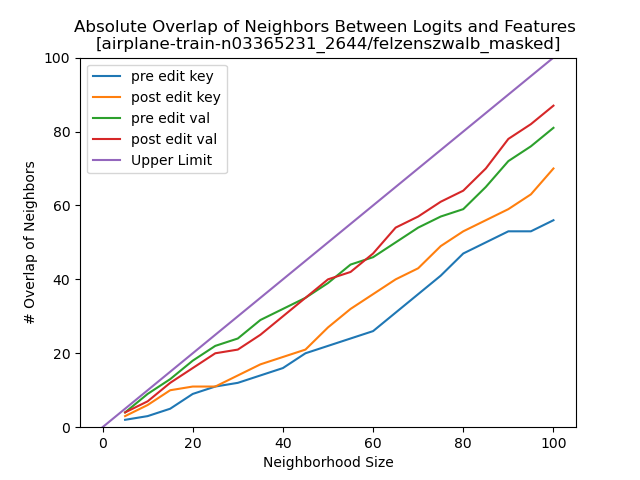 Absolute Overlap of Neighbors Between Logits and Features
[airplane-train-n03365231_2644/felzenszwalb_masked]
pre edit key
post edit key
pre edit val
post edit val
Upper Limit
# Overlap of Neighbors
100
80
60
40
20
0
0 20 40 60 80 100
Neighborhood Size